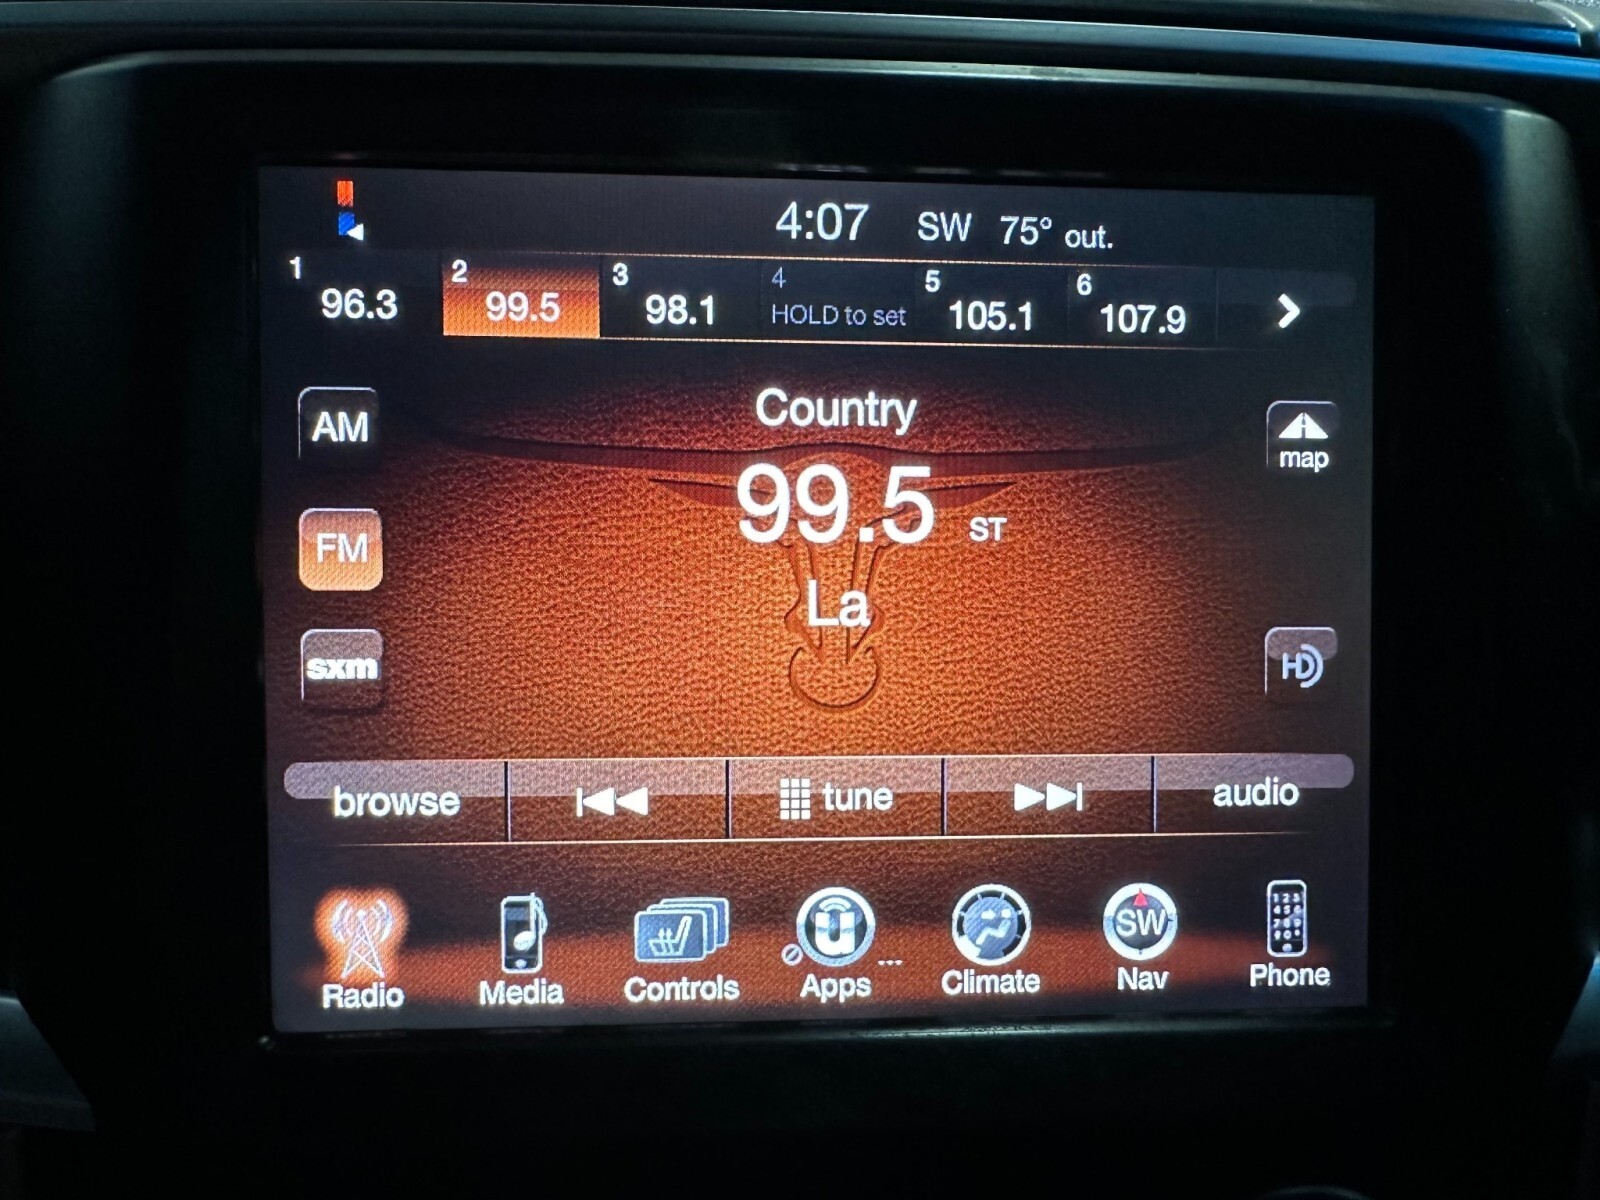 4:07 SW 75° out.
1 96.3 2 99.5 3 98.1 4 HOLD to set 5 105.1 6 107.9
Country
AM
map
99.5 ST
FM
La
sxm
HD
browse tune audio
SW
Radio Media Controls Apps ... Climate Nav Phone